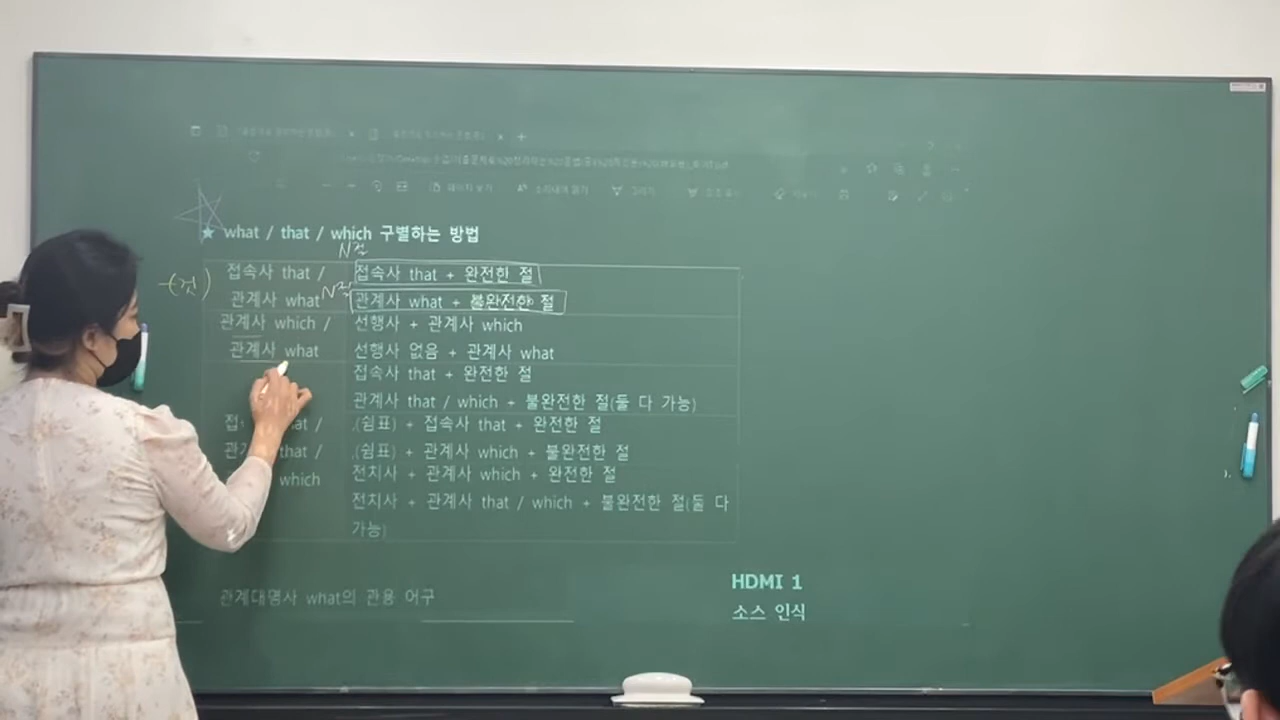 ★ what / that / which 구별하는 방법
N절
접속사 that / 접속사 that + 완전한 절
-(것)
관계사 what N절 관계사 what + 불완전한 절
관계사 which / 선행사 + 관계사 which
관계사 what 선행사 없음 + 관계사 what
접속사 that + 완전한 절
관계사 that / which + 불완전한 절(둘 다 가능)
,(쉼표) + 접속사 that + 완전한 절
that / ,(쉼표) + 관계사 which + 불완전한 절
which 전치사 + 관계사 which + 완전한 절
전치사 + 관계사 that / which + 불완전한 절(둘 다
가능)
HDMI 1
관계대명사 what의 관용 어구
소스 인식